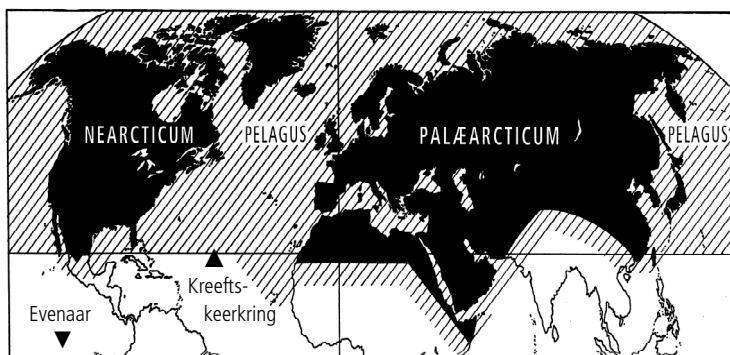 NEARCTICUM
PELAGUS
PALÆARCTICUM
PELAGUS
Kreefts-
keerkring
Evenaar